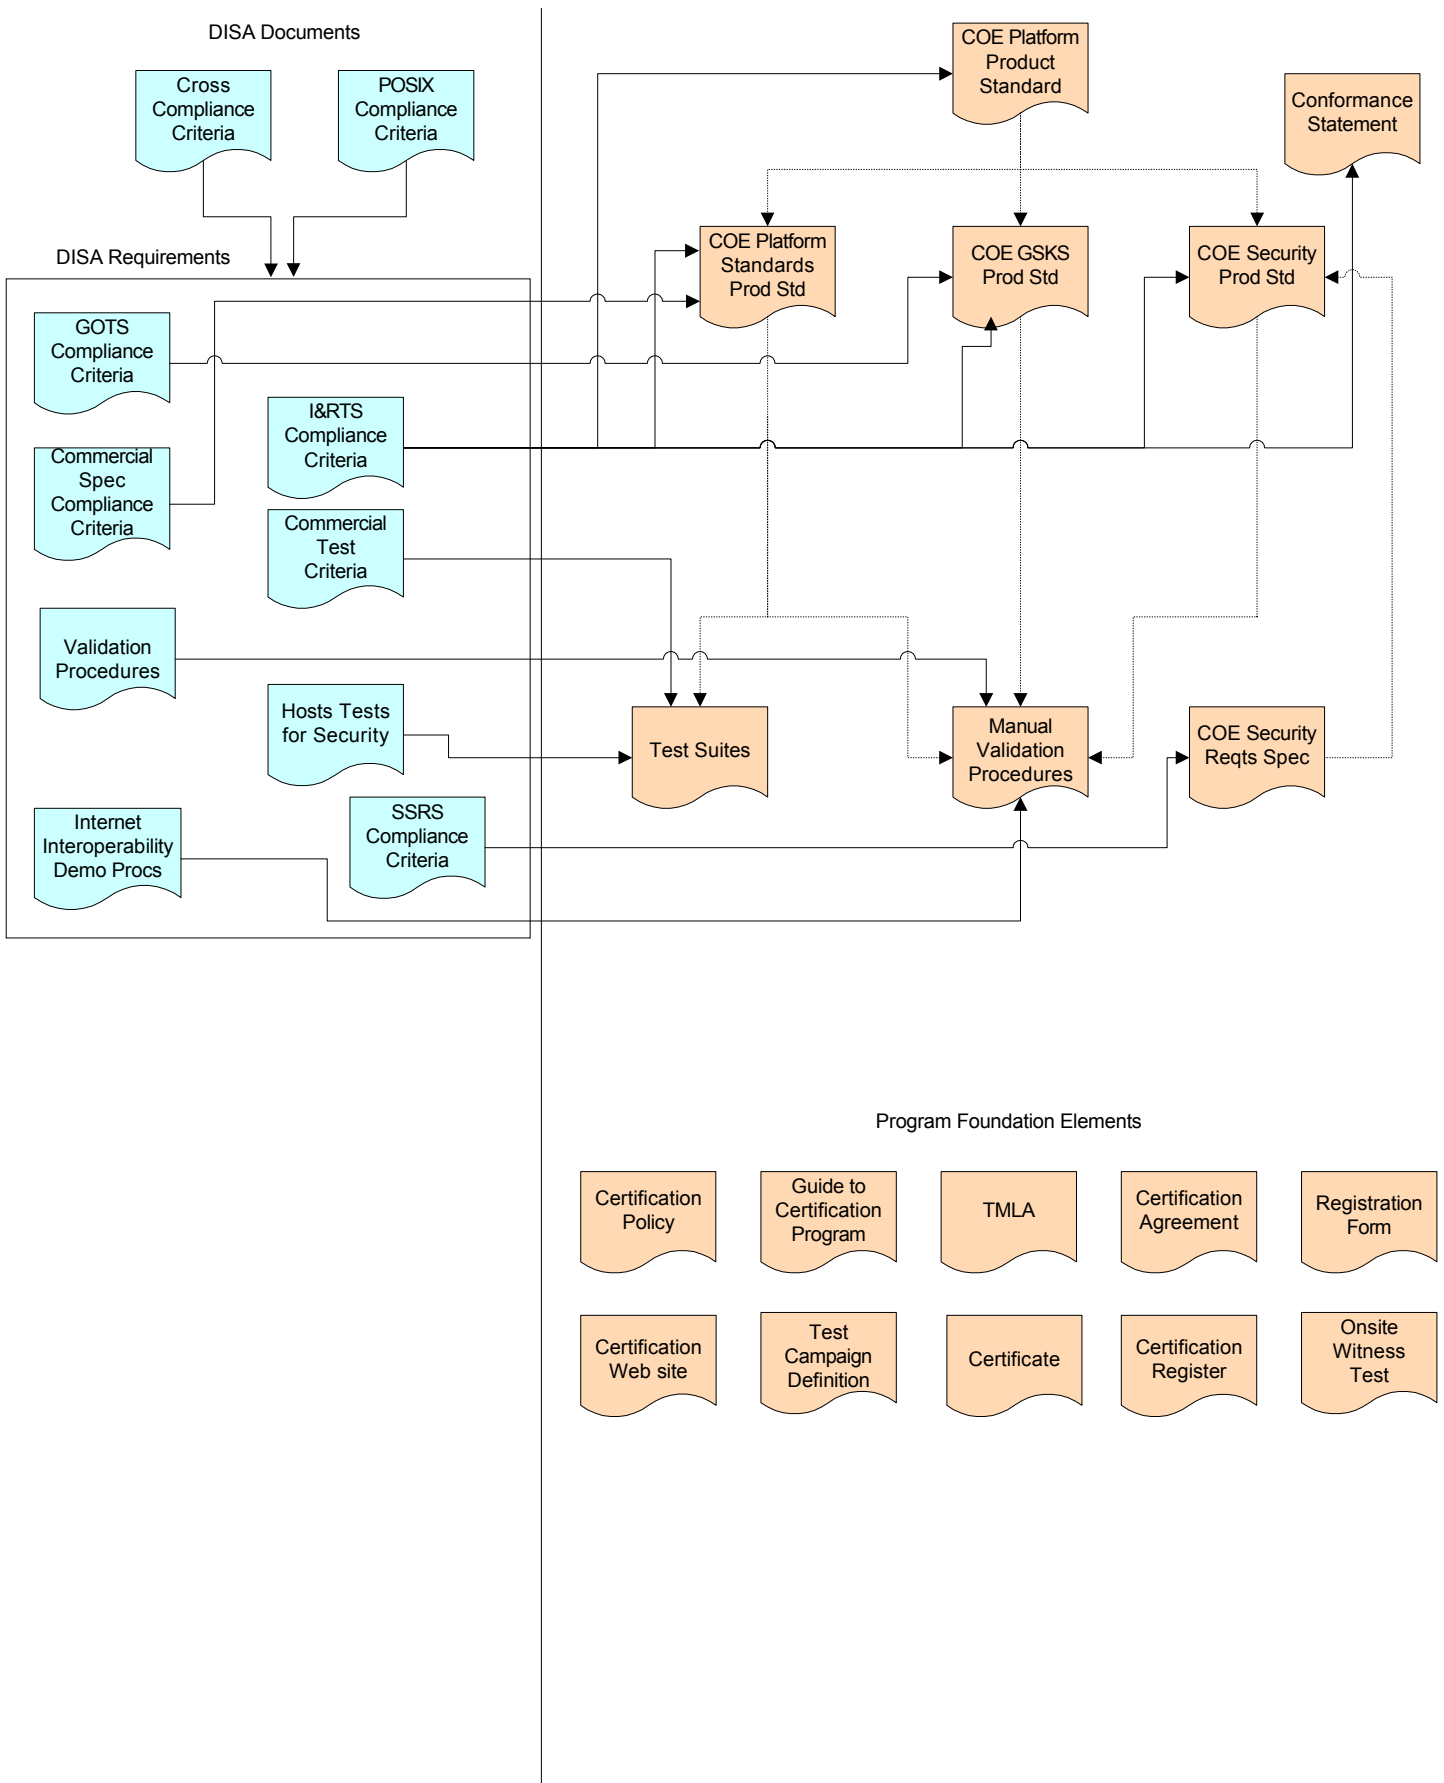 DISA Documents
Cross
Compliance
Criteria
POSIX
Compliance
Criteria
COE Platform
Product
Standard
Conformance
Statement
DISA Requirements
COE Platform
Standards
Prod Std
COE GSKS
Prod Std
COE Security
Prod Std
GOTS
Compliance
Criteria
I&RTS
Compliance
Criteria
Commercial
Spec
Compliance
Criteria
Commercial
Test
Criteria
Validation
Procedures
Hosts Tests
for Security
Test Suites
Manual
Validation
Procedures
COE Security
Reqts Spec
Internet
Interoperability
Demo Procs
SSRS
Compliance
Criteria
Program Foundation Elements
Certification
Policy
Guide to
Certification
Program
TMLA
Certification
Agreement
Registration
Form
Certification
Web site
Test
Campaign
Definition
Certificate
Certification
Register
Onsite
Witness
Test